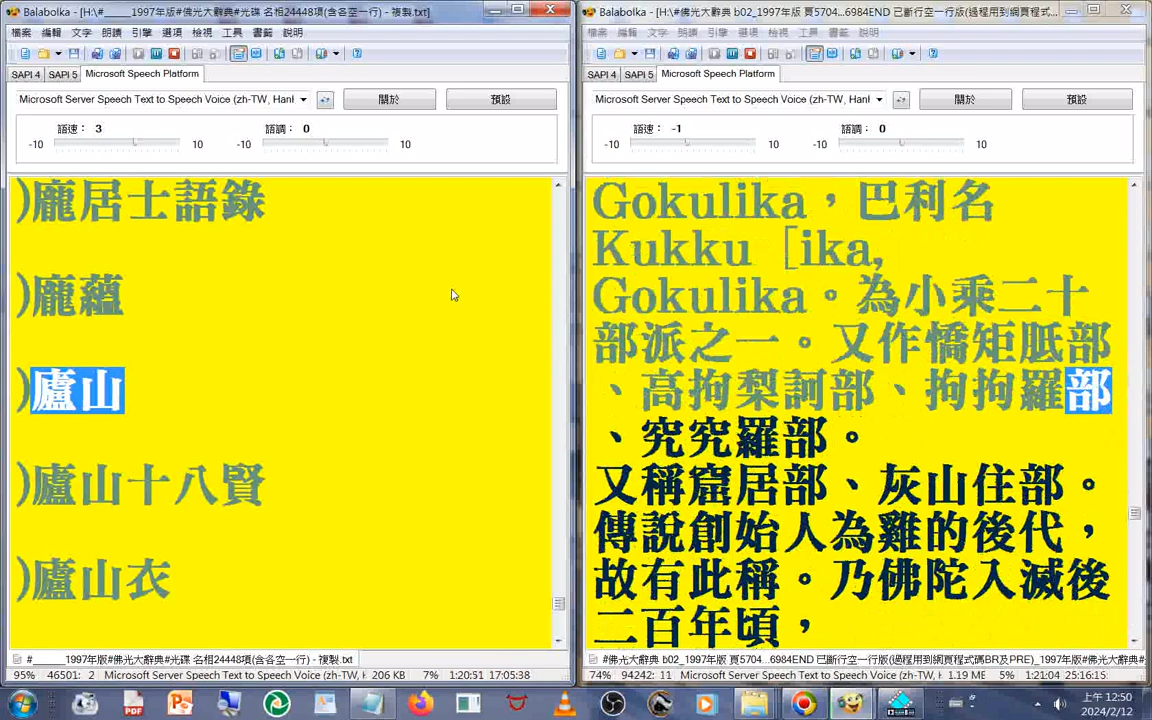 Balabolka - [H:\#_____1997年版#佛光大辭典#光碟 名相24448項(含各空一行) - 複製.txt]
檔案 編輯 文字 朗讀 引擎 選項 檢視 工具 書籤 說明
SAPI 4 SAPI 5 Microsoft Speech Platform
Microsoft Server Speech Text to Speech Voice (zh-TW, Hanl
關於
預設
語速： 3
語調： 0
-10 10 -10 10
)龐居士語錄
)龐蘊
)廬山
)廬山十八賢
)廬山衣
#_____1997年版#佛光大辭典#光碟 名相24448項(含各空一行) - 複製.txt
95% 46501: 2 Microsoft Server Speech Text to Speech Voice (zh-TW, H 206 KB 7% 1:20:51 17:05:38
Balabolka - [H:\#佛光大辭典 b02_1997年版 頁5704...6984END 已斷行空一行版(過程用到網頁程式...
檔案 編輯 文字 朗讀 引擎 選項 檢視 工具 書籤 說明
SAPI 4 SAPI 5 Microsoft Speech Platform
Microsoft Server Speech Text to Speech Voice (zh-TW, Hanl
關於
預設
語速： -1
語調： 0
-10 10 -10 10
Gokulika，巴利名
Kukku [ika,
Gokulika。為小乘二十
部派之一。又作憍矩胝部
、高拘梨訶部、拘拘羅部
、究究羅部。
又稱窟居部、灰山住部。
傳說創始人為雞的後代，
故有此稱。乃佛陀入滅後
二百年頃，
#佛光大辭典 b02_1997年版 頁5704...6984END 已斷行空一行版(過程用到網頁程式碼BR及PRE)_1997年版#佛光大辭典#
74% 94242: 11 Microsoft Server Speech Text to Speech Voice (zh-TW, H 1.19 ME 5% 1:21:04 25:16:15
上午 12:50
2024/2/12